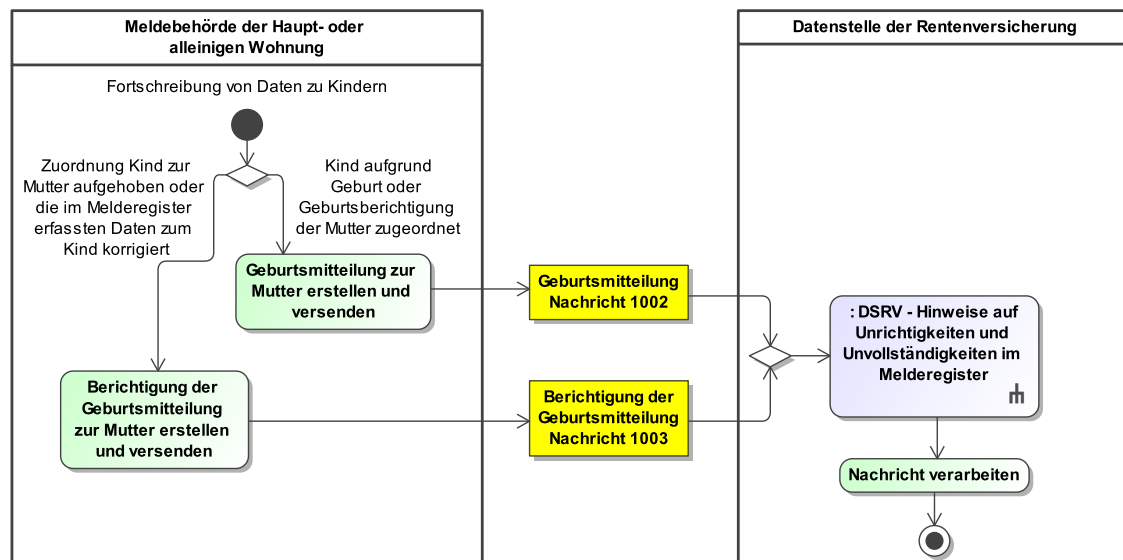 Meldebehörde der Haupt- oder
alleinigen Wohnung
Datenstelle der Rentenversicherung
Fortschreibung von Daten zu Kindern
Zuordnung Kind zur
Mutter aufgehoben oder
die im Melderegister
erfassten Daten zum
Kind korrigiert
Kind aufgrund
Geburt oder
Geburtsberichtigung
der Mutter zugeordnet
Geburtsmitteilung zur
Mutter erstellen und
versenden
Geburtsmitteilung
Nachricht 1002
: DSRV - Hinweise auf
Unrichtigkeiten und
Unvollständigkeiten im
Melderegister
Berichtigung der
Geburtsmitteilung
zur Mutter erstellen
und versenden
Berichtigung der
Geburtsmitteilung
Nachricht 1003
Nachricht verarbeiten